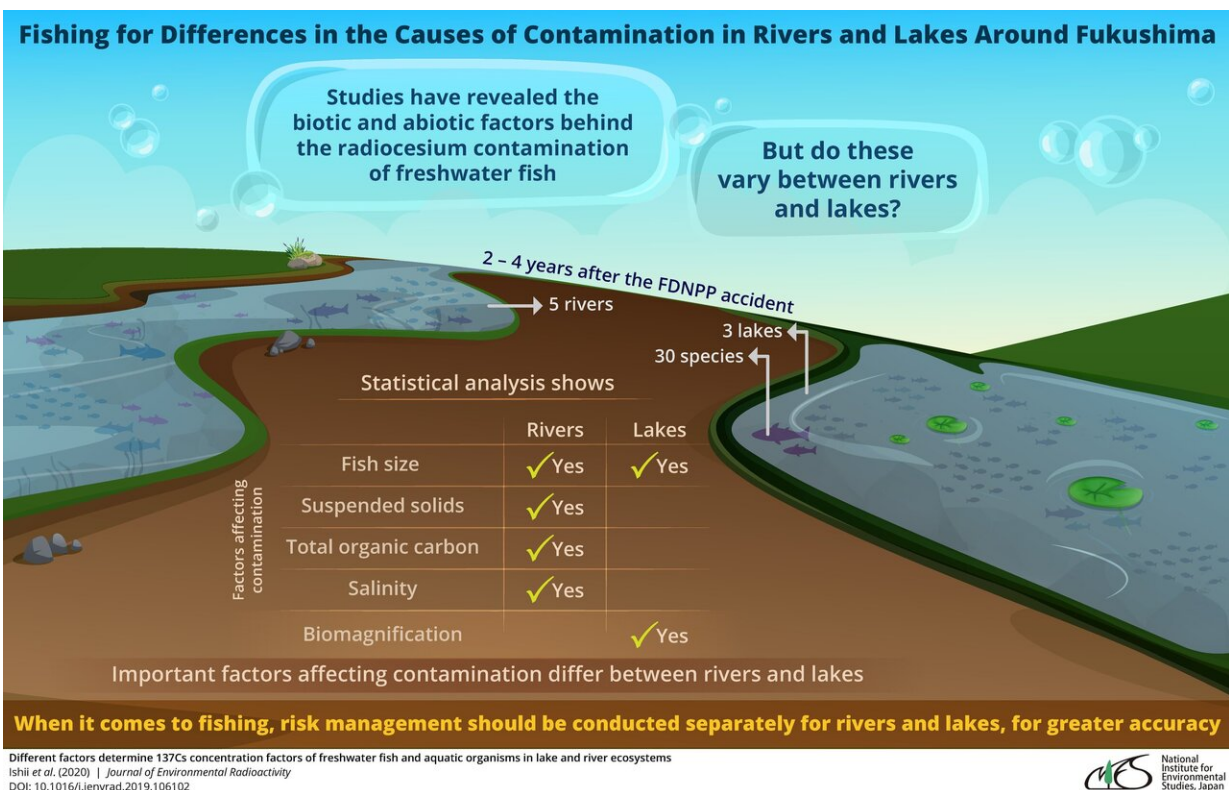 Fishing for Differences in the Causes of Contamination in Rivers and Lakes Around Fukushima
Studies have revealed the
biotic and abiotic factors behind
the radiocesium contamination
of freshwater fish
But do these
vary between rivers
and lakes?
2 – 4 years after the FDNPP accident
5 rivers
3 lakes
30 species
Statistical analysis shows
Rivers Lakes
Factors affecting
contamination
Fish size Yes Yes
Suspended solids Yes
Total organic carbon Yes
Salinity Yes
Biomagnification Yes
Important factors affecting contamination differ between rivers and lakes
When it comes to fishing, risk management should be conducted separately for rivers and lakes, for greater accuracy
Different factors determine 137Cs concentration factors of freshwater fish and aquatic organisms in lake and river ecosystems
Ishii et al. (2020) | Journal of Environmental Radioactivity
DOI: 10.1016/j.jenvrad.2019.106102
NIES
National
Institute for
Environmental
Studies, Japan